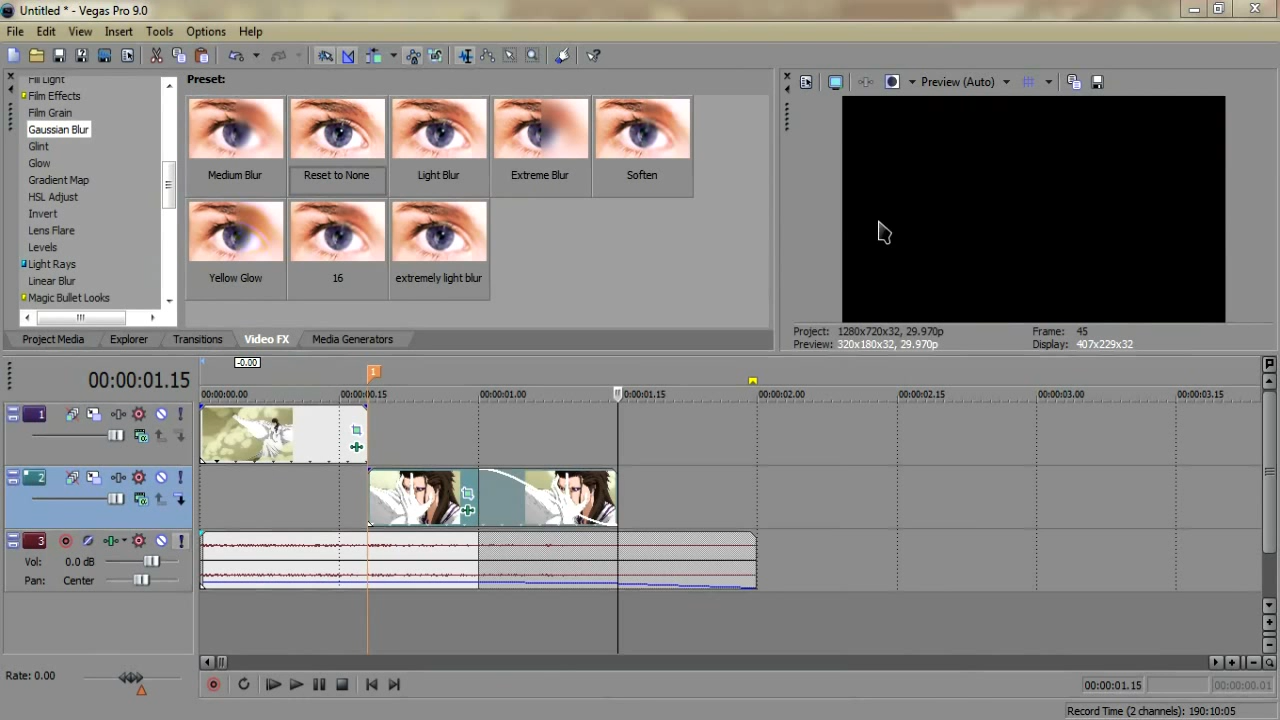 Untitled * - Vegas Pro 9.0
File Edit View Insert Tools Options Help
Fill Light
Film Effects
Film Grain
Gaussian Blur
Glint
Glow
Gradient Map
HSL Adjust
Invert
Lens Flare
Levels
Light Rays
Linear Blur
Magic Bullet Looks
Preset:
Medium Blur Reset to None Light Blur Extreme Blur Soften
Yellow Glow 16 extremely light blur
Project Media Explorer Transitions Video FX Media Generators
Preview (Auto)
Project: 1280x720x32, 29.970p Frame: 45
Preview: 320x180x32, 29.970p Display: 407x229x32
-0.00
00:00:01.15
1
00:00:00.00 00:00:00.15 00:00:01.00 00:00:01.15 00:00:02.00 00:00:02.15 00:00:03.00 00:00:03.15
1
2
3
Vol: 0.0 dB
Pan: Center
Rate: 0.00
00:00:01.15 00:00:00.01
Record Time (2 channels): 190:10:05